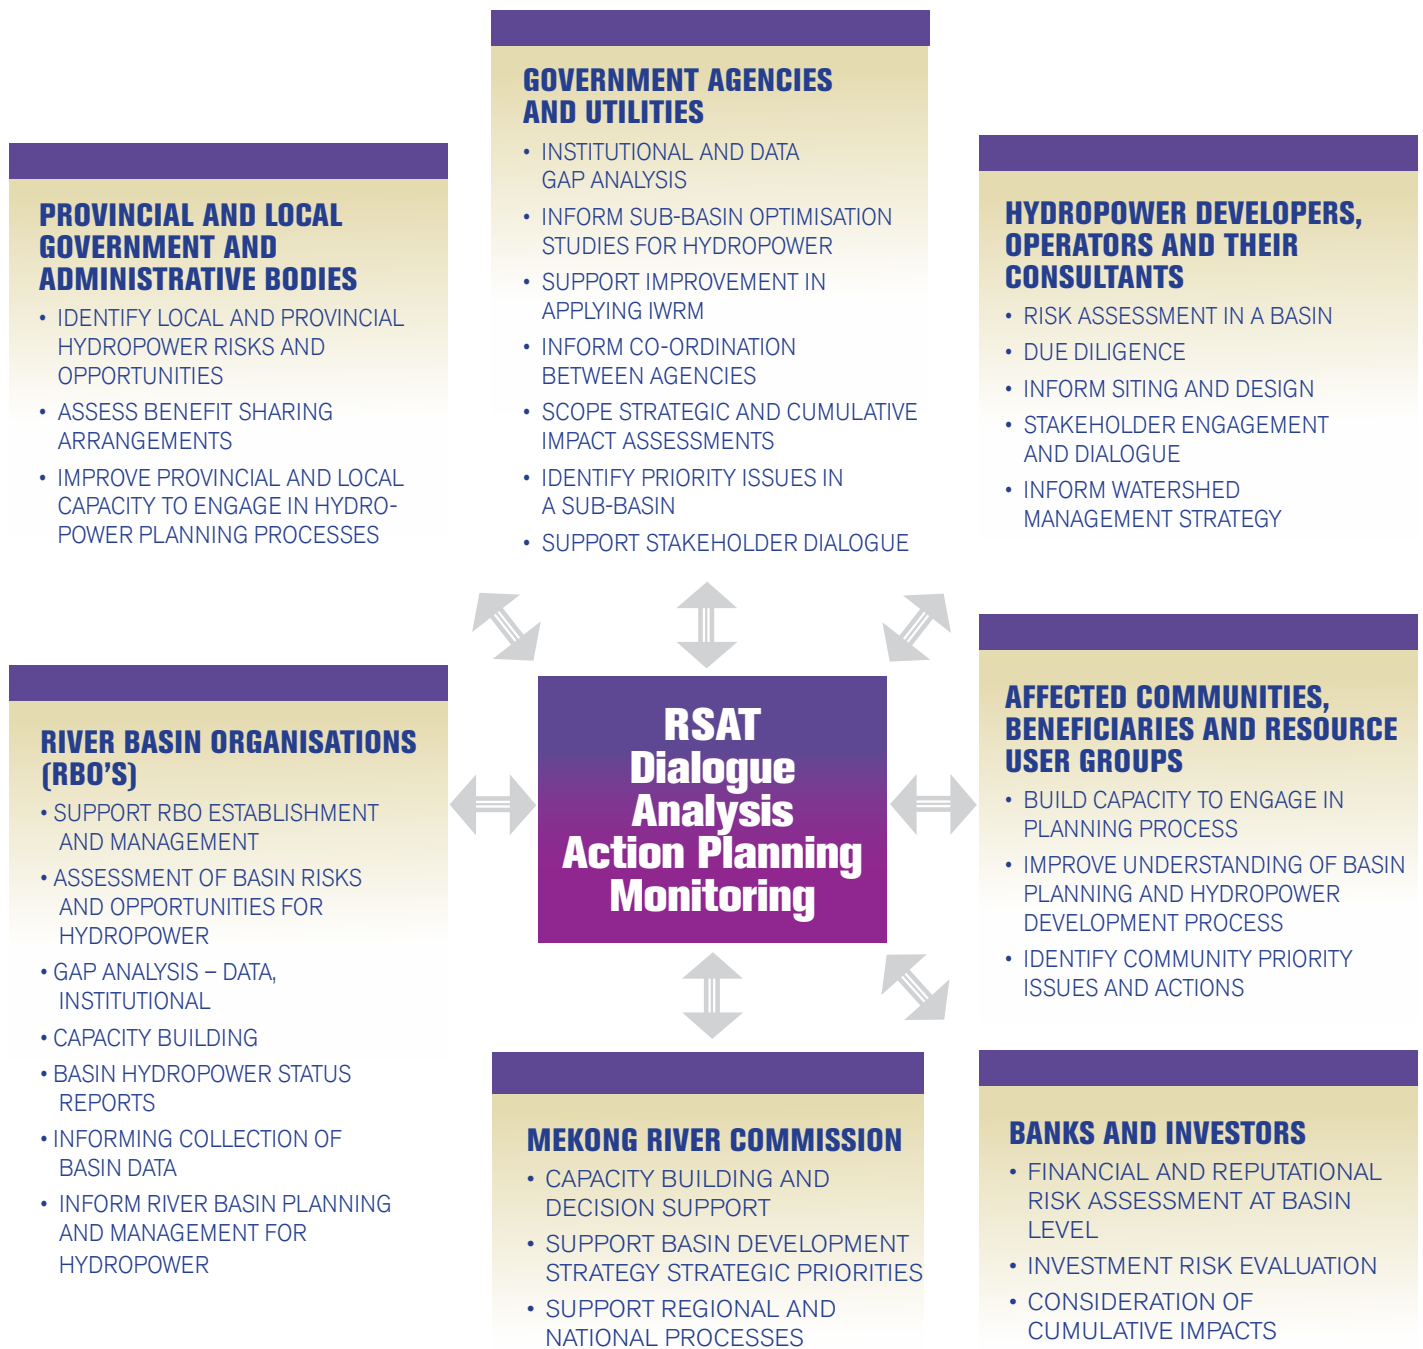 GOVERNMENT AGENCIES
AND UTILITIES
• INSTITUTIONAL AND DATA
GAP ANALYSIS
• INFORM SUB-BASIN OPTIMISATION
STUDIES FOR HYDROPOWER
• SUPPORT IMPROVEMENT IN
APPLYING IWRM
• INFORM CO-ORDINATION
BETWEEN AGENCIES
• SCOPE STRATEGIC AND CUMULATIVE
IMPACT ASSESSMENTS
• IDENTIFY PRIORITY ISSUES IN
A SUB-BASIN
• SUPPORT STAKEHOLDER DIALOGUE
PROVINCIAL AND LOCAL
GOVERNMENT AND
ADMINISTRATIVE BODIES
• IDENTIFY LOCAL AND PROVINCIAL
HYDROPOWER RISKS AND
OPPORTUNITIES
• ASSESS BENEFIT SHARING
ARRANGEMENTS
• IMPROVE PROVINCIAL AND LOCAL
CAPACITY TO ENGAGE IN HYDRO-
POWER PLANNING PROCESSES
HYDROPOWER DEVELOPERS,
OPERATORS AND THEIR
CONSULTANTS
• RISK ASSESSMENT IN A BASIN
• DUE DILIGENCE
• INFORM SITING AND DESIGN
• STAKEHOLDER ENGAGEMENT
AND DIALOGUE
• INFORM WATERSHED
MANAGEMENT STRATEGY
RIVER BASIN ORGANISATIONS
(RBO'S)
• SUPPORT RBO ESTABLISHMENT
AND MANAGEMENT
• ASSESSMENT OF BASIN RISKS
AND OPPORTUNITIES FOR
HYDROPOWER
• GAP ANALYSIS – DATA,
INSTITUTIONAL
• CAPACITY BUILDING
• BASIN HYDROPOWER STATUS
REPORTS
• INFORMING COLLECTION OF
BASIN DATA
• INFORM RIVER BASIN PLANNING
AND MANAGEMENT FOR
HYDROPOWER
RSAT
Dialogue
Analysis
Action Planning
Monitoring
AFFECTED COMMUNITIES,
BENEFICIARIES AND RESOURCE
USER GROUPS
• BUILD CAPACITY TO ENGAGE IN
PLANNING PROCESS
• IMPROVE UNDERSTANDING OF BASIN
PLANNING AND HYDROPOWER
DEVELOPMENT PROCESS
• IDENTIFY COMMUNITY PRIORITY
ISSUES AND ACTIONS
MEKONG RIVER COMMISSION
• CAPACITY BUILDING AND
DECISION SUPPORT
• SUPPORT BASIN DEVELOPMENT
STRATEGY STRATEGIC PRIORITIES
• SUPPORT REGIONAL AND
NATIONAL PROCESSES
BANKS AND INVESTORS
• FINANCIAL AND REPUTATIONAL
RISK ASSESSMENT AT BASIN
LEVEL
• INVESTMENT RISK EVALUATION
• CONSIDERATION OF
CUMULATIVE IMPACTS